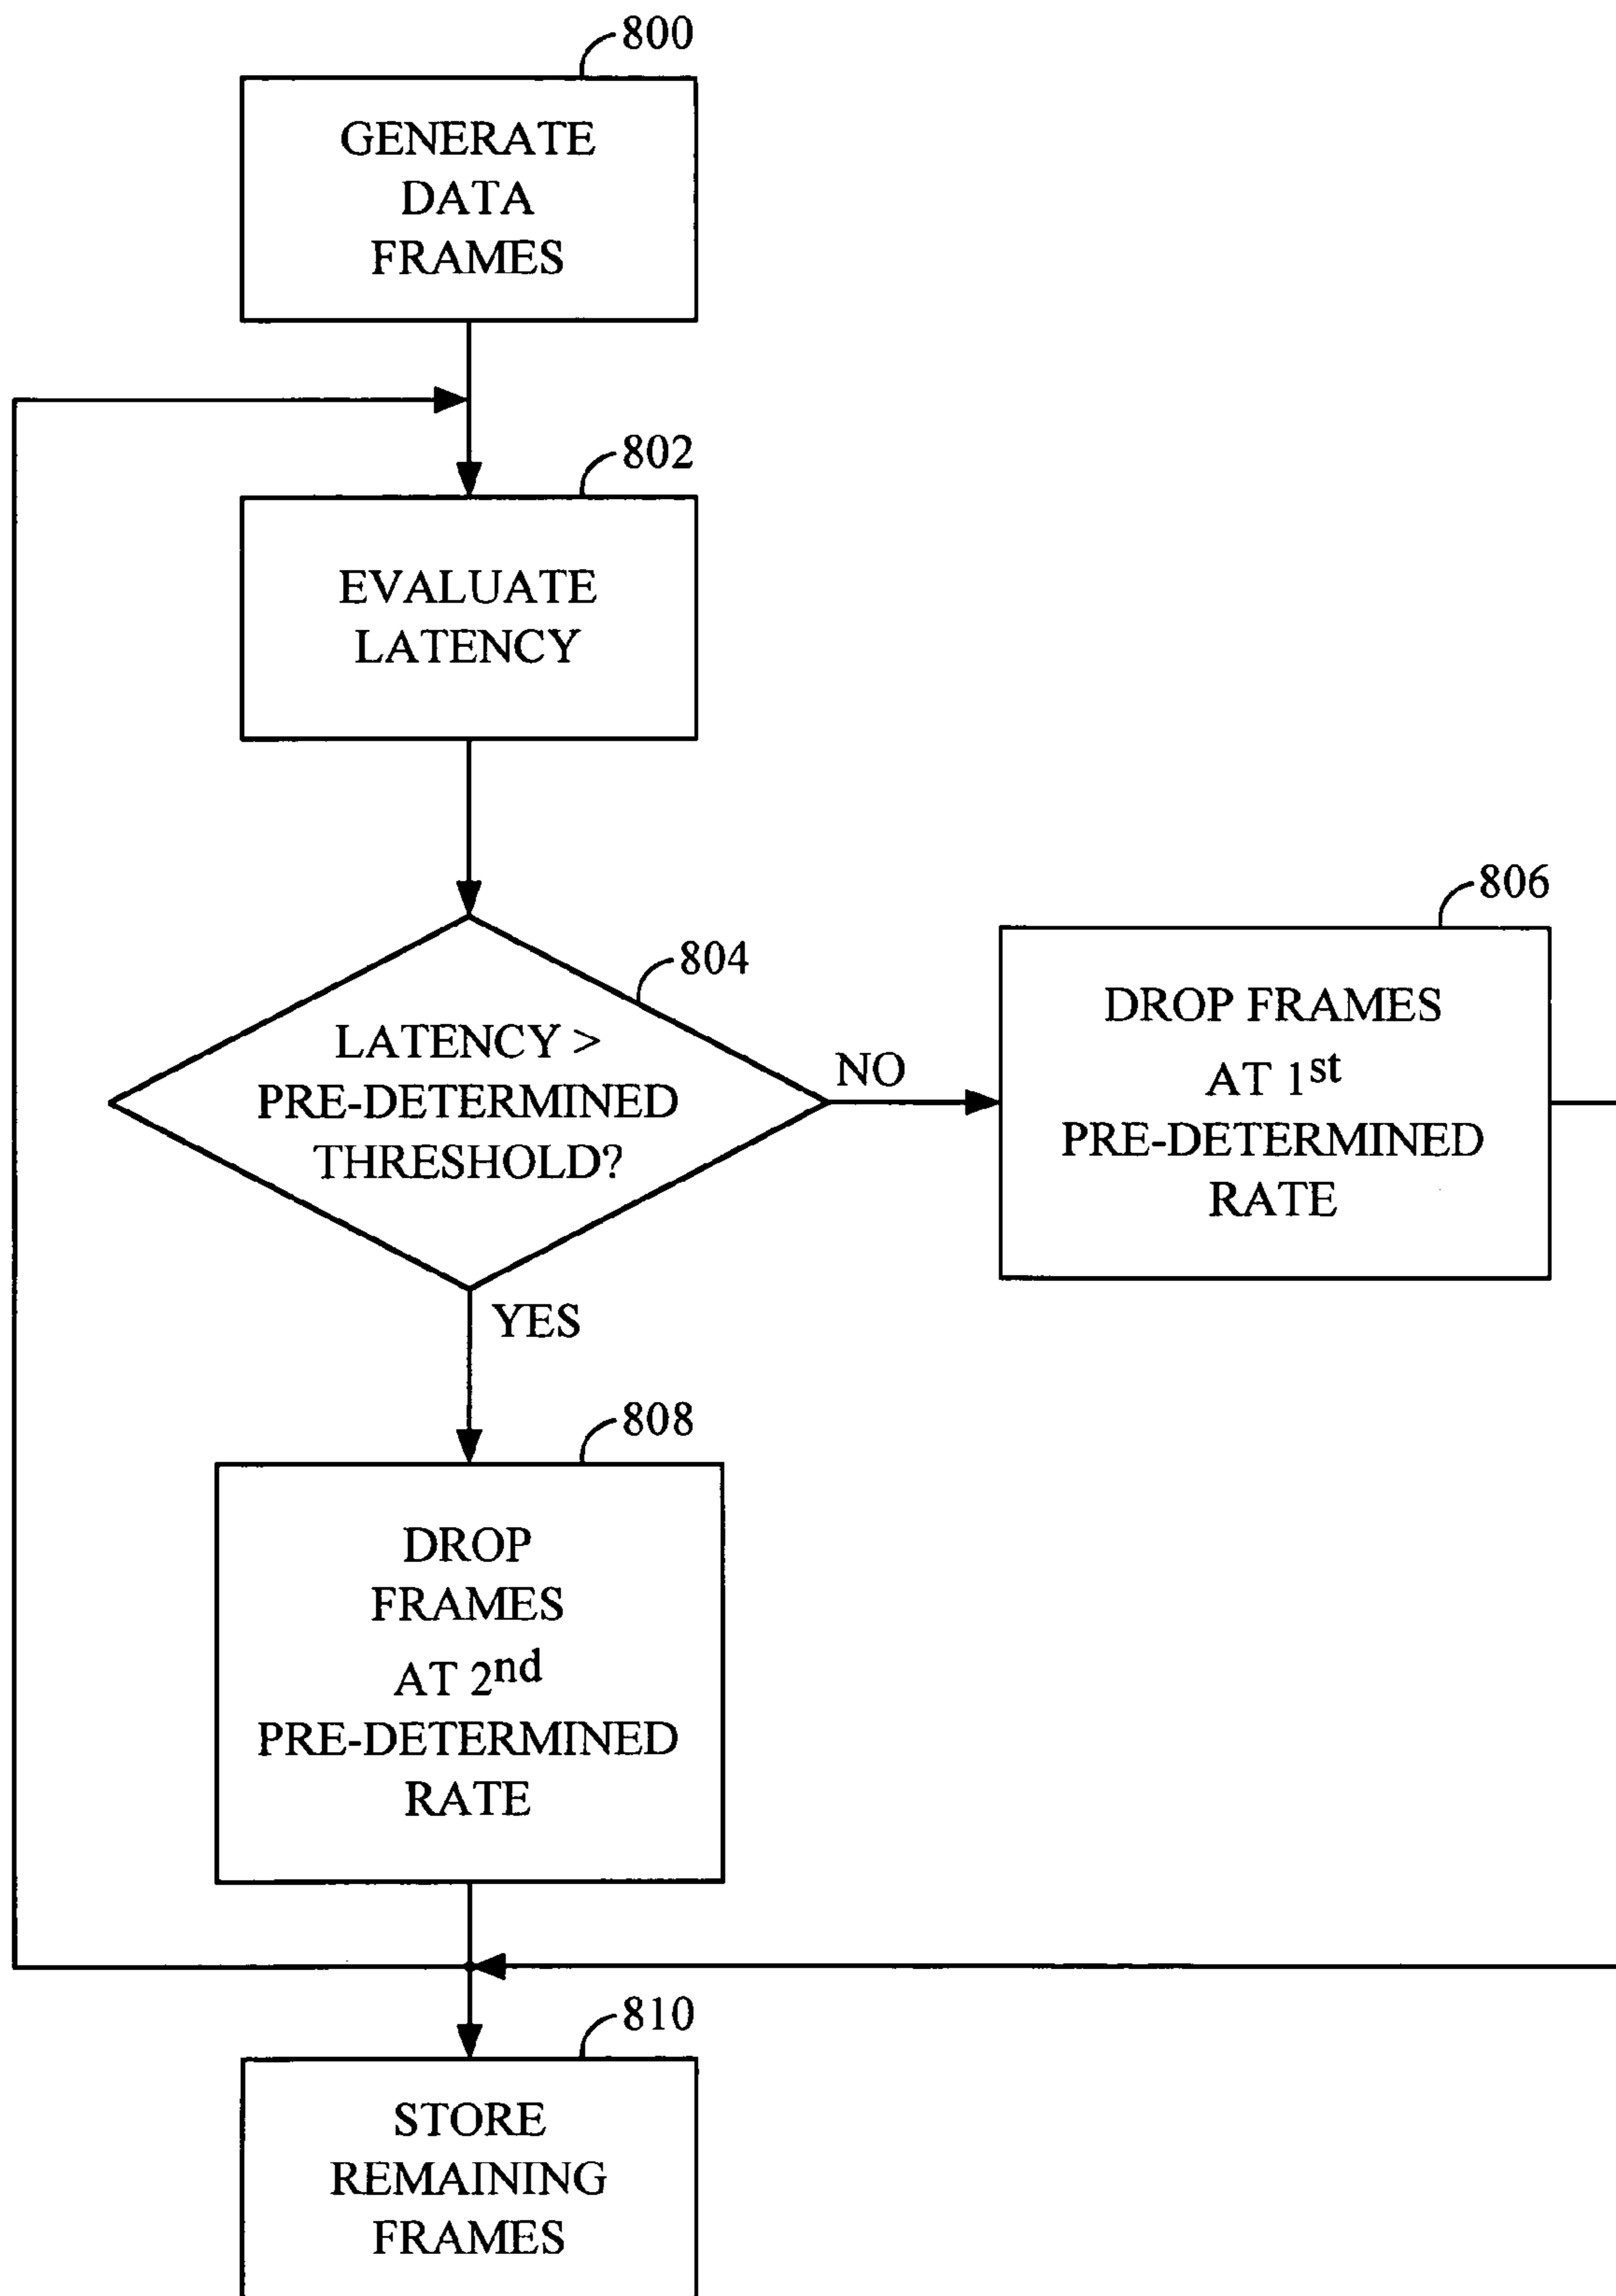 800
GENERATE
DATA
FRAMES
802
EVALUATE
LATENCY
804
LATENCY >
PRE-DETERMINED
THRESHOLD?
NO
806
DROP FRAMES
AT 1st
PRE-DETERMINED
RATE
YES
808
DROP
FRAMES
AT 2nd
PRE-DETERMINED
RATE
810
STORE
REMAINING
FRAMES